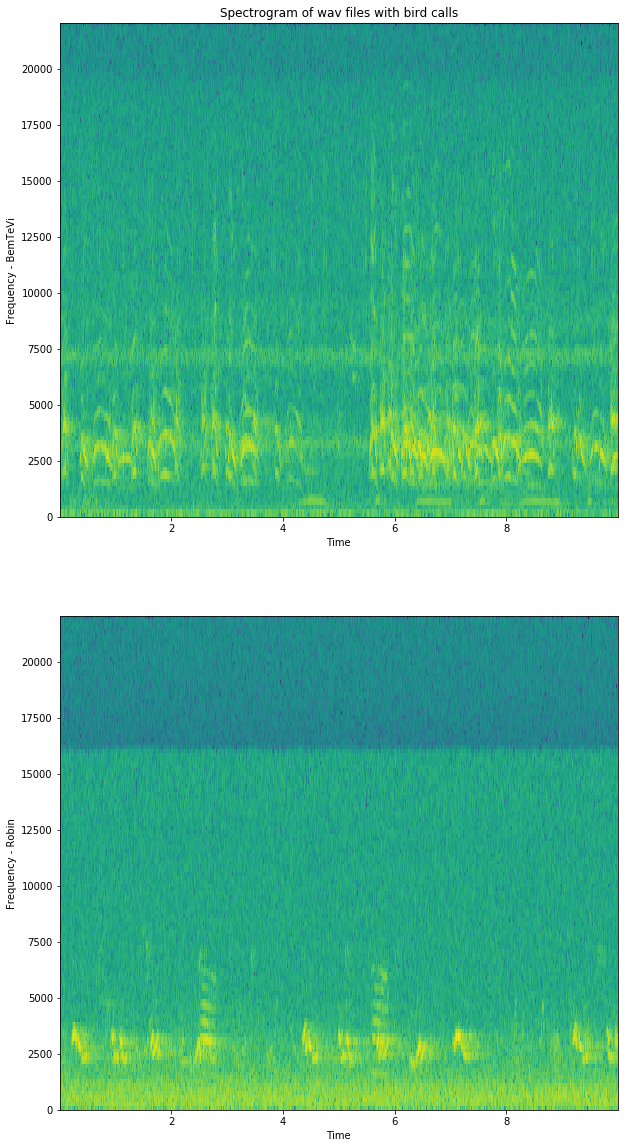 Spectrogram of wav files with bird calls
20000
17500
15000
12500
10000
7500
5000
2500
0
Frequency - BemTeVi
2 4 6 8
Time
20000
17500
15000
12500
10000
7500
5000
2500
0
Frequency - Robin
2 4 6 8
Time